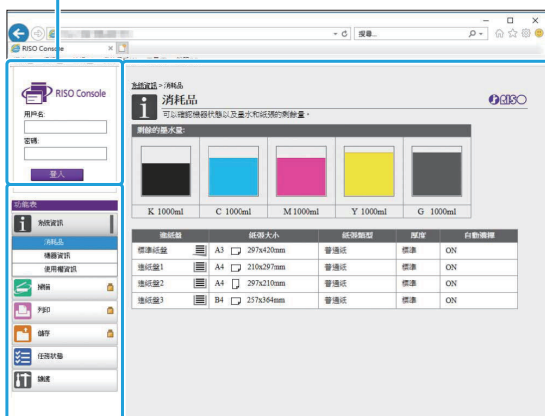 搜尋...
RISO Console
RISO Console
用戶名:
密碼:
登入
功能表
系統資訊
消耗品
機器資訊
使用權資訊
掃描
列印
儲存
任務狀態
維護
系統資訊 > 消耗品
消耗品
可以確認機器狀態以及墨水和紙張的剩餘量。
RISO
剩餘的墨水量:
K 1000ml
C 1000ml
M 1000ml
Y 1000ml
G 1000ml
進紙盤 紙張大小 紙張類型 厚度 自動選擇
標準紙盤 A3 297x420mm 普通紙 標準 ON
進紙盤1 A4 210x297mm 普通紙 標準 ON
進紙盤2 A4 297x210mm 普通紙 標準 ON
進紙盤3 B4 257x364mm 普通紙 標準 ON